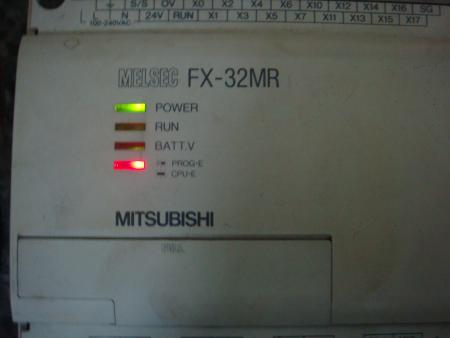 S/S 0V X0 X2 X4 X6 X10 X12 X14 X16 SG
L N 24V RUN X1 X3 X5 X7 X11 X13 X15 X17
100-240VAC
MELSEC FX-32MR
POWER
RUN
BATT.V
PROG-E
CPU-E
MITSUBISHI